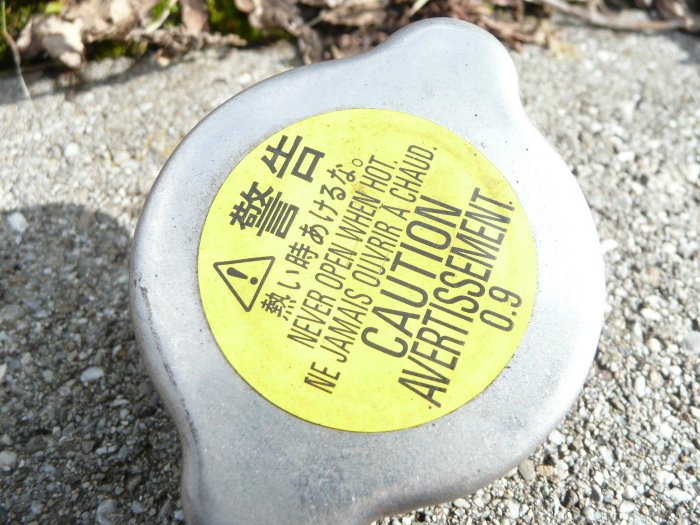 警告
熱い時あけるな。
NEVER OPEN WHEN HOT.
NE JAMAIS OUVRIR À CHAUD.
CAUTION
AVERTISSEMENT.
0.9